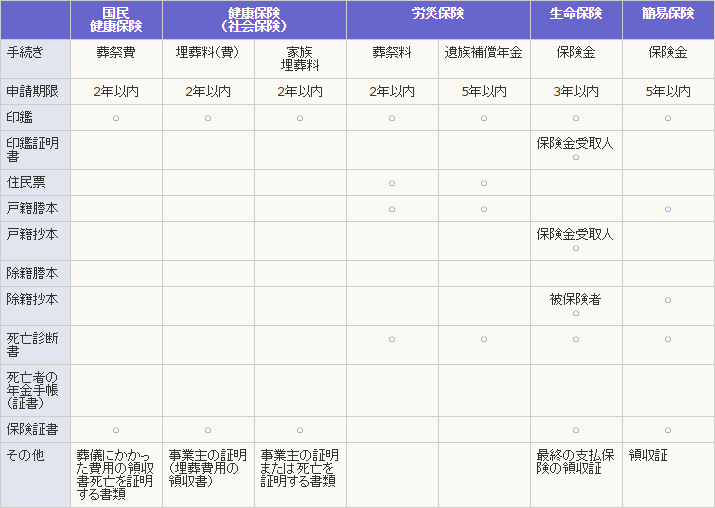 国民 健康保険 労災保険 生命保険 簡易保険
健康保険 （社会保険）
手続き 葬祭費 埋葬料（費） 家族 葬祭料 遺族補償年金 保険金 保険金
埋葬料
申請期限 2年以内 2年以内 2年以内 2年以内 5年以内 3年以内 5年以内
印鑑 ○ ○ ○ ○ ○ ○ ○
印鑑証明 保険金受取人
書 ○
住民票 ○ ○
戸籍謄本 ○ ○ ○
戸籍抄本 保険金受取人
○
除籍謄本
除籍抄本 被保険者 ○
○
死亡診断 ○ ○ ○ ○
書
死亡者の
年金手帳
（証書）
保険証書 ○ ○ ○ ○ ○
その他 葬儀にかかっ 事業主の証明 事業主の証明 最終の支払保 領収証
た費用の領収 （埋葬費用の または死亡を 険の領収証
書死亡を証明 領収書） 証明する書類
する書類